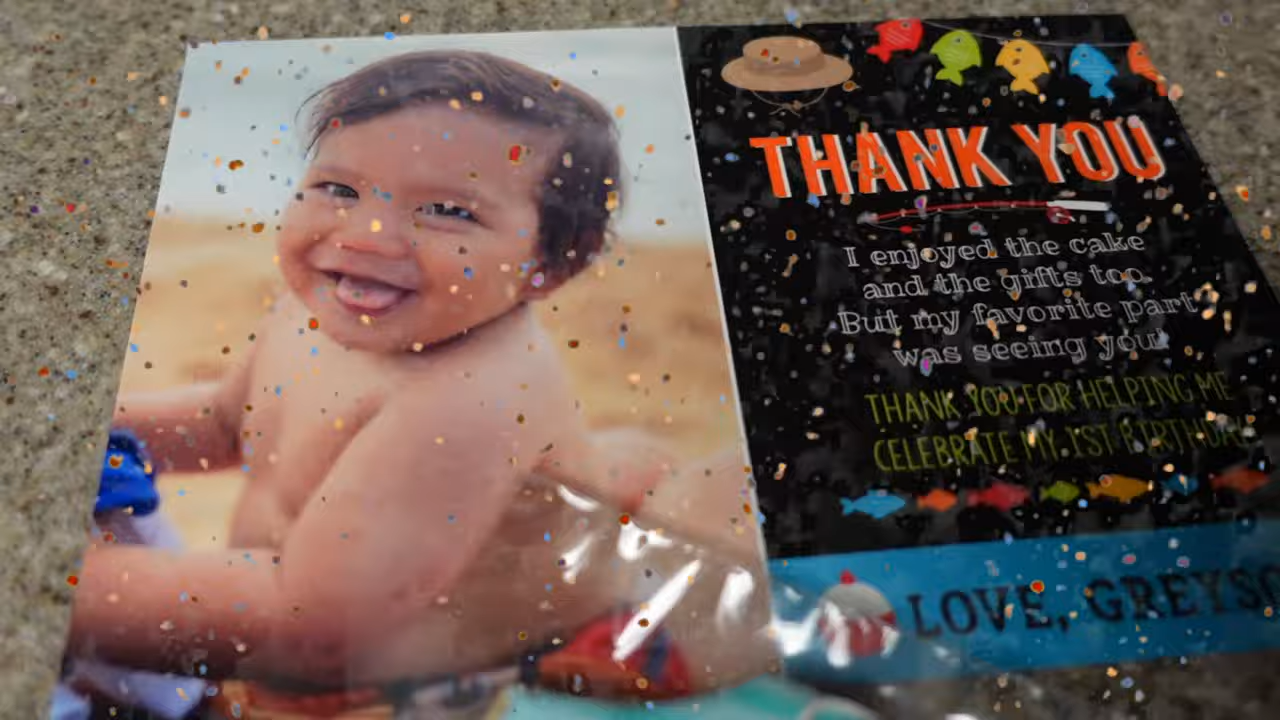 THANK YOU
I enjoyed the cake
and the gifts too.
But my favorite part
was seeing you!
THANK YOU FOR HELPING ME
CELEBRATE MY 1ST BIRTHDAY
LOVE, GREYSO